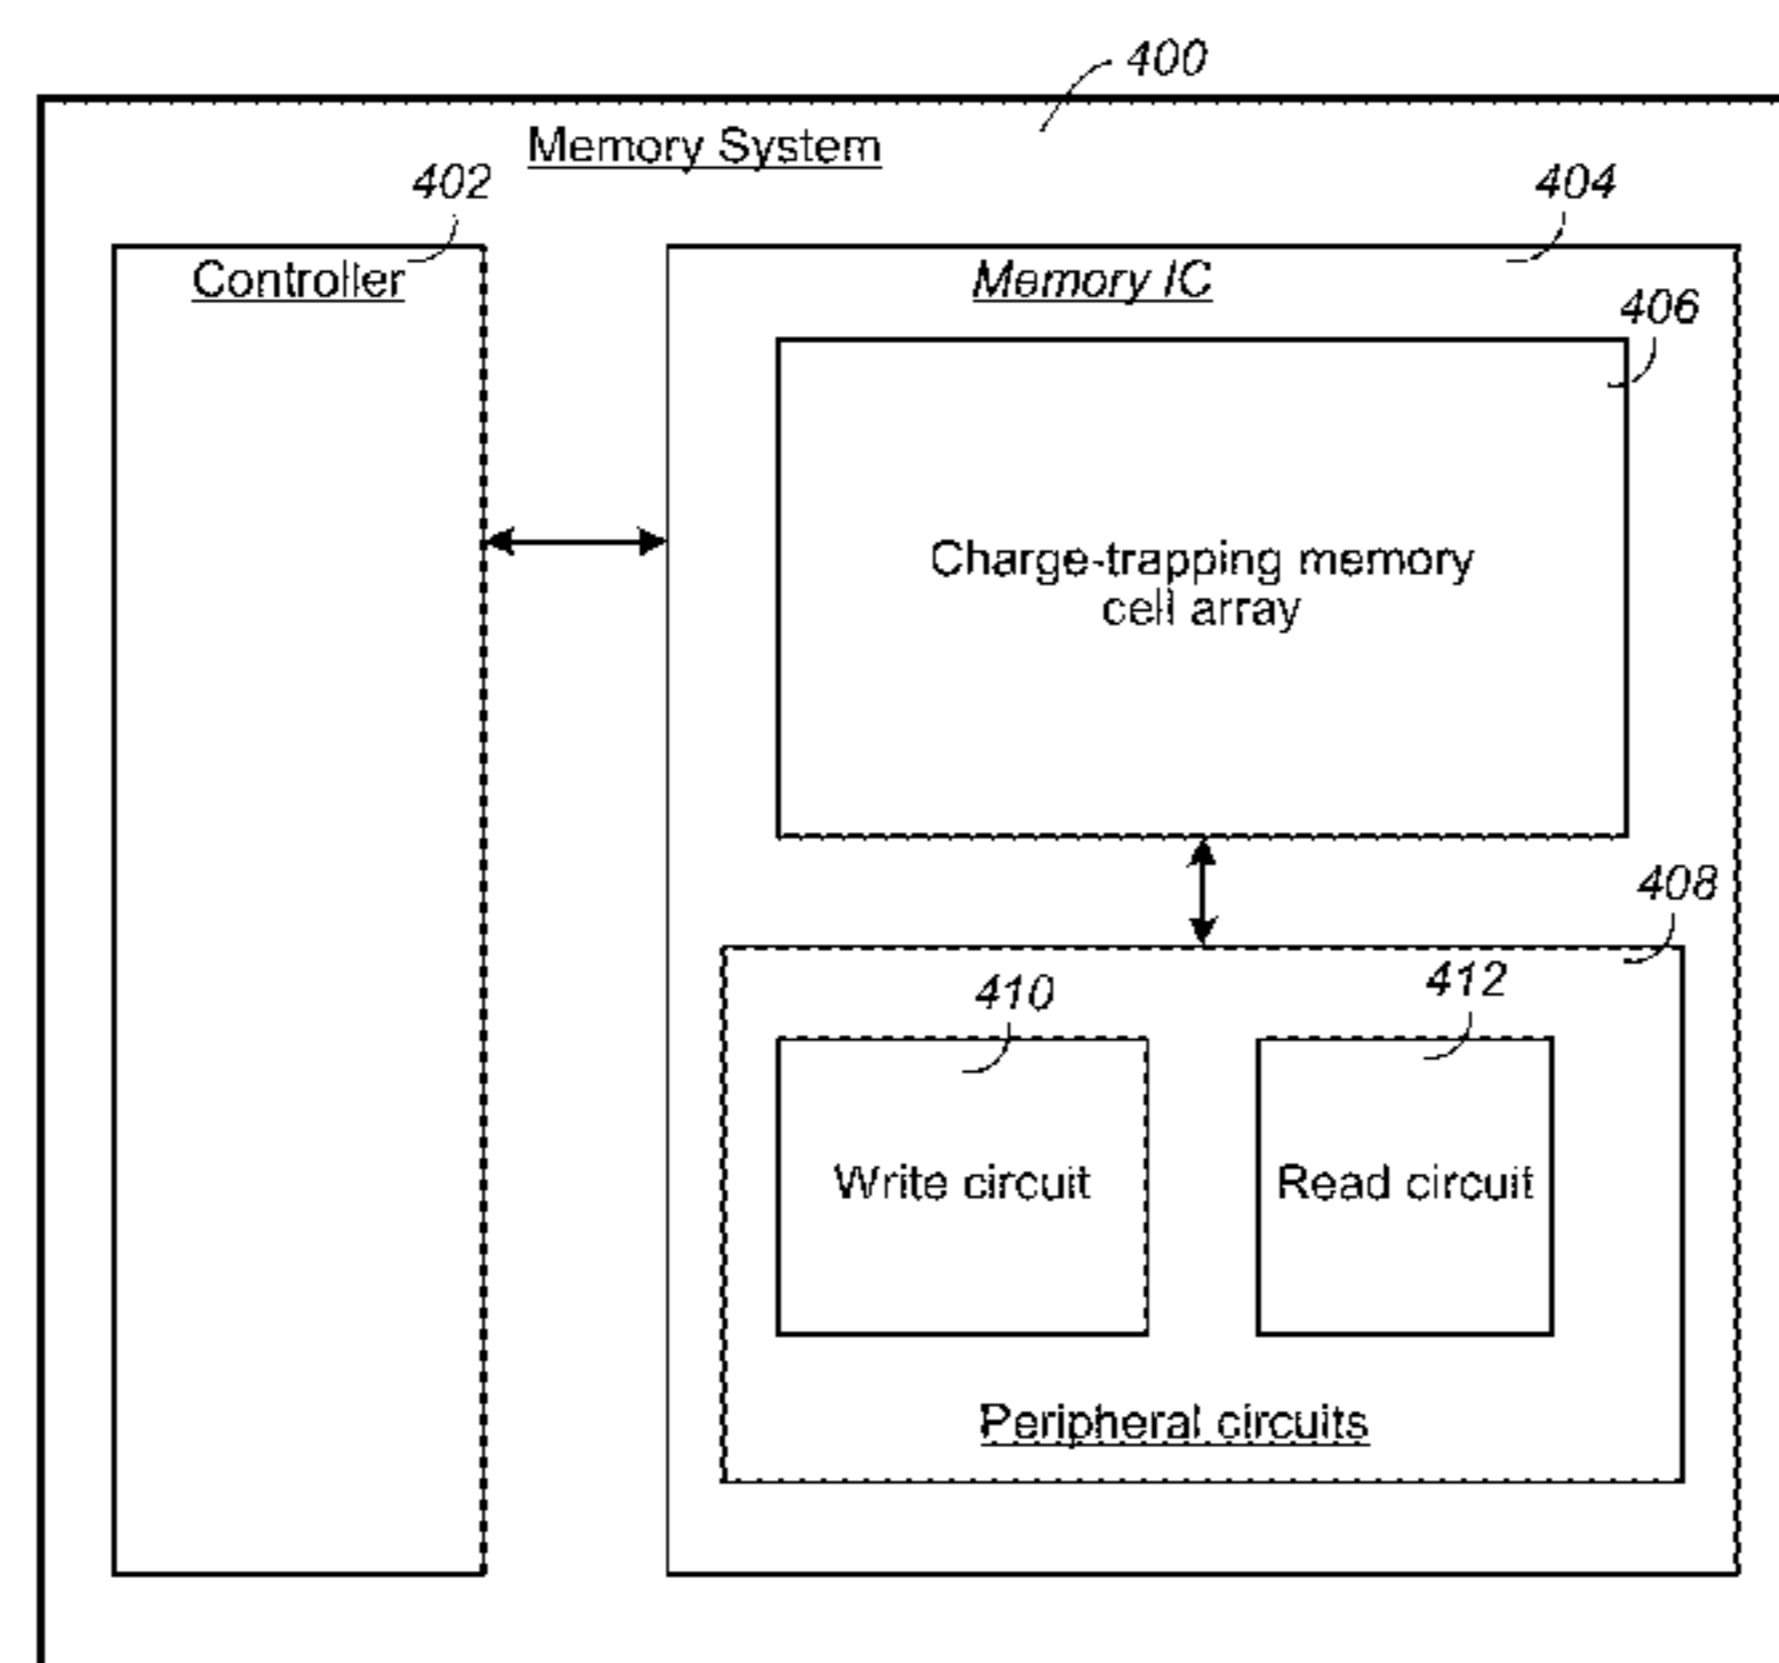 400
Memory System
402
404
Controller
Memory IC
406
Charge-trapping memory
cell array
408
410
412
Write circuit
Read circuit
Peripheral circuits